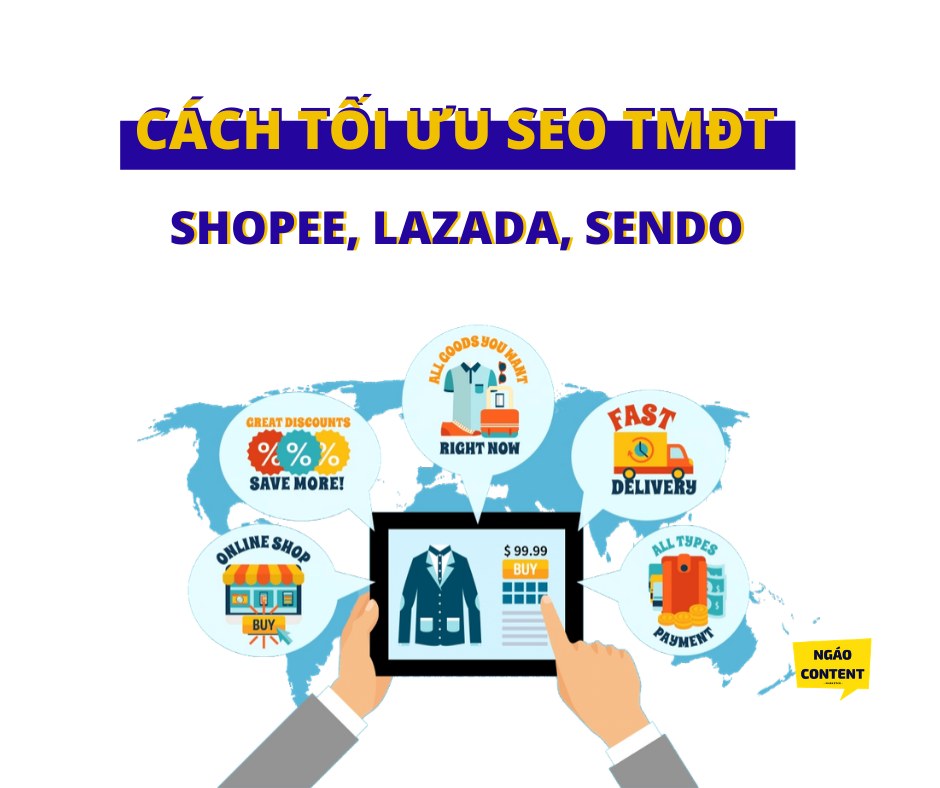 CÁCH TỐI ƯU SEO TMĐT
SHOPEE, LAZADA, SENDO
ALL GOODS YOU WANT
RIGHT NOW
GREAT DISCOUNTS
% % %
SAVE MORE!
FAST
DELIVERY
ONLINE SHOP
BUY
$ 99.99
BUY
ALL TYPES
PAYMENT
NGÁO
CONTENT